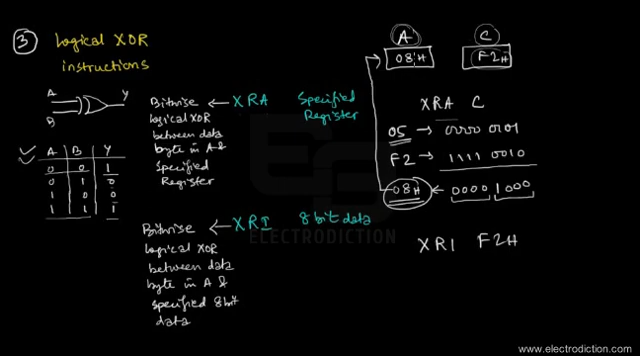 3 Logical XOR
instructions
A
B
Y
A B Y
0 0 1
0 1 0
1 0 0
1 1 1
Bitwise ← XRA Specified
Register
logical XOR
between data
byte in A &
Specified
Register
Bitwise ← XRI 8 bit data
logical XOR
between data
byte in A &
specified 8 bit
data
A C
08H F2H
XRA C
05 → 0000 0101
F2 → 1111 0010
08H ← 0000 1000
XRI F2H
ELECTRODICTION
www.electrodiction.com